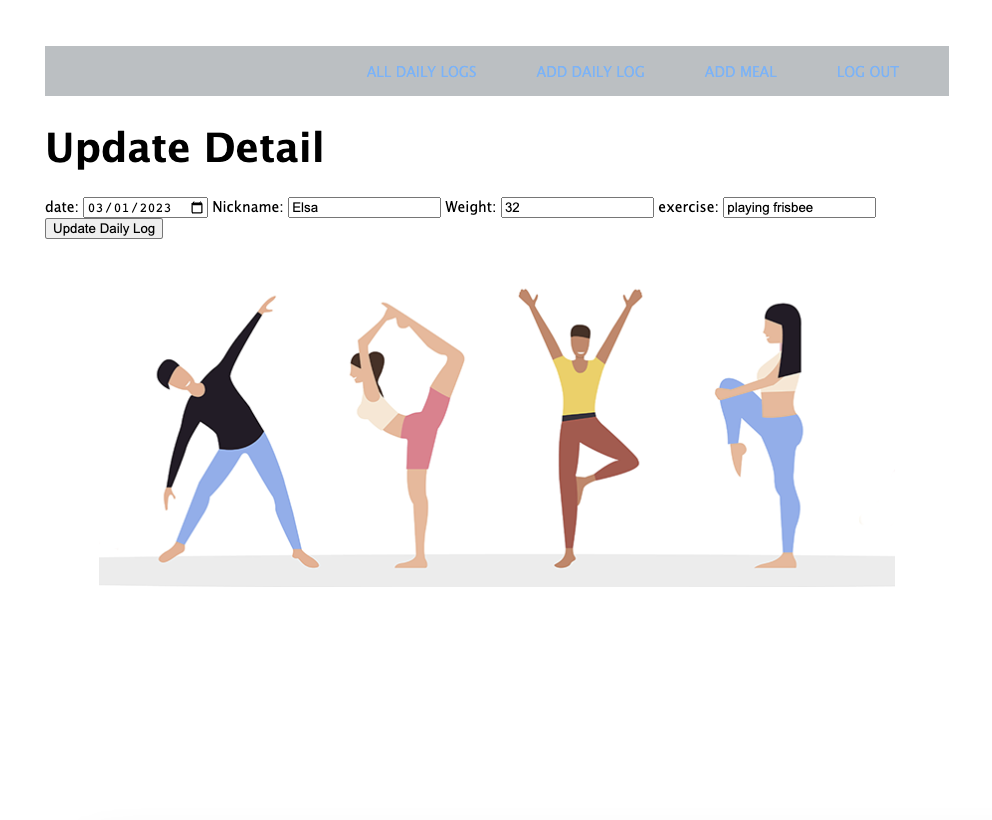 ALL DAILY LOGS ADD DAILY LOG ADD MEAL LOG OUT
Update Detail
date: 03/01/2023 Nickname: Elsa Weight: 32 exercise: playing frisbee
Update Daily Log